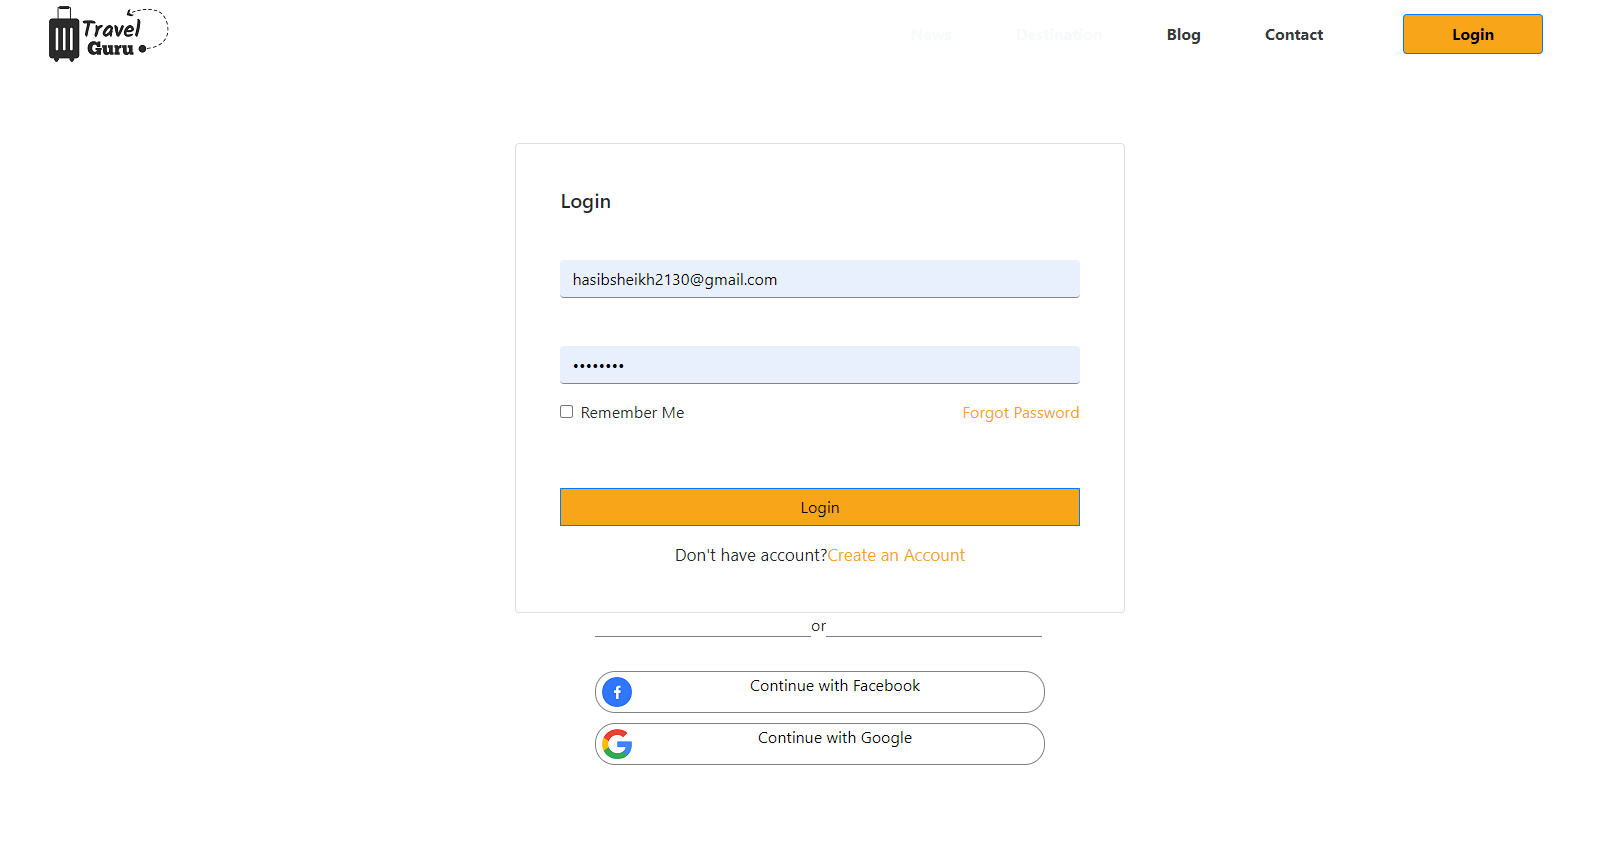 Travel
Guru
News Destination Blog Contact Login
Login
hasibsheikh2130@gmail.com
••••••••
Remember Me Forgot Password
Login
Don't have account?Create an Account
or
Continue with Facebook
Continue with Google